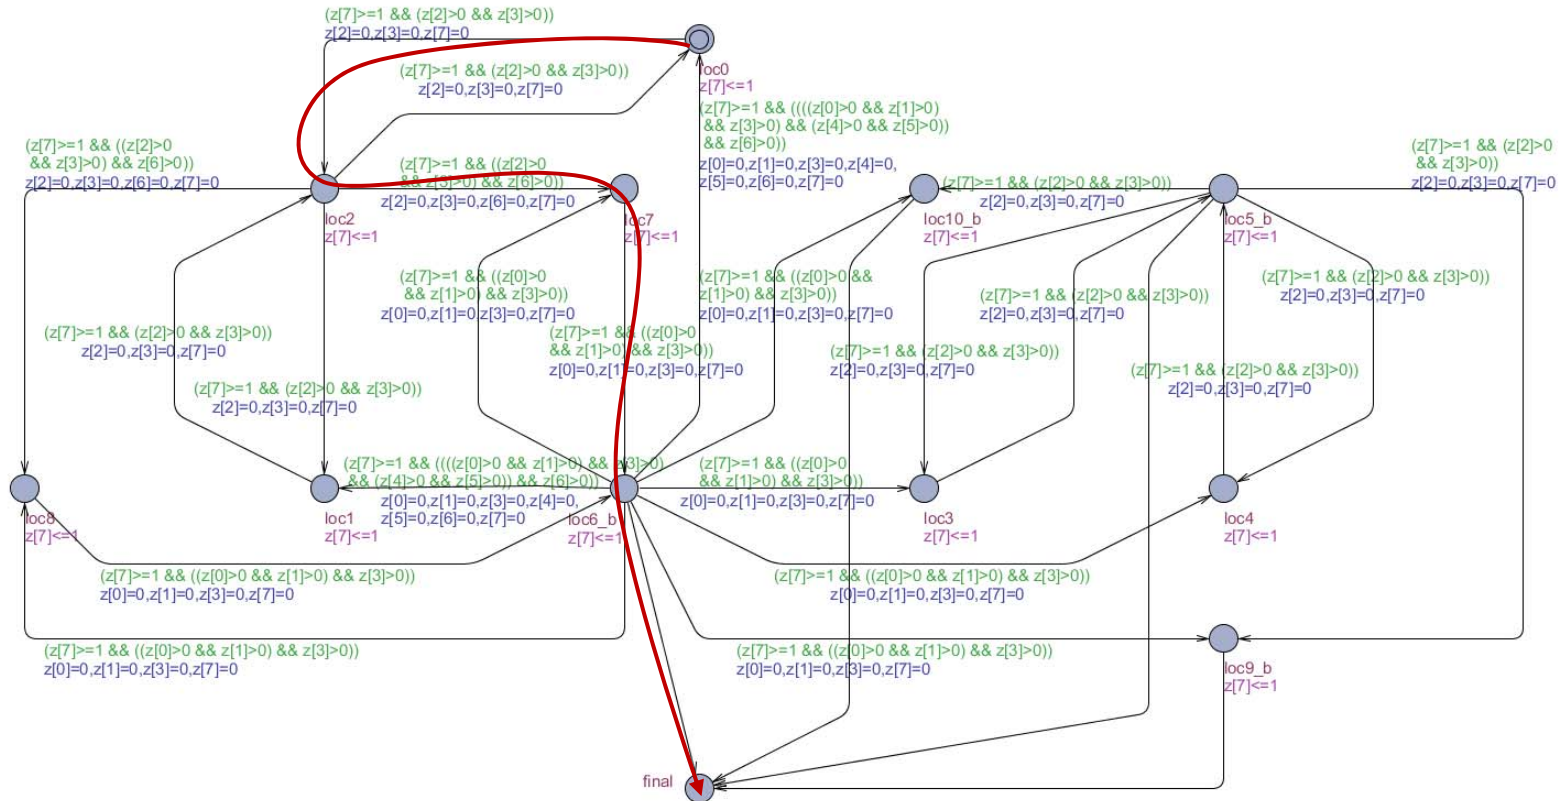 (z[7]>=1 && (z[2]>0 && z[3]>0))
z[2]=0,z[3]=0,z[7]=0
loc0
z[7]<=1
(z[7]>=1 && (z[2]>0 && z[3]>0))
z[2]=0,z[3]=0,z[7]=0
(z[7]>=1 && ((((z[0]>0 && z[1]>0)
&& z[3]>0) && (z[4]>0 && z[5]>0))
&& z[6]>0))
z[0]=0,z[1]=0,z[3]=0,z[4]=0,
z[5]=0,z[6]=0,z[7]=0
(z[7]>=1 && ((z[2]>0
&& z[3]>0) && z[6]>0))
z[2]=0,z[3]=0,z[6]=0,z[7]=0
(z[7]>=1 && ((z[2]>0
&& z[3]>0) && z[6]>0))
z[2]=0,z[3]=0,z[6]=0,z[7]=0
(z[7]>=1 && (z[2]>0 && z[3]>0))
z[2]=0,z[3]=0,z[7]=0
(z[7]>=1 && (z[2]>0
&& z[3]>0))
z[2]=0,z[3]=0,z[7]=0
loc2
z[7]<=1
loc7
z[7]<=1
loc10_b
z[7]<=1
loc5_b
z[7]<=1
(z[7]>=1 && ((z[0]>0
&& z[1]>0) && z[3]>0))
z[0]=0,z[1]=0,z[3]=0,z[7]=0
(z[7]>=1 && ((z[0]>0 &&
z[1]>0) && z[3]>0))
z[0]=0,z[1]=0,z[3]=0,z[7]=0
(z[7]>=1 && (z[2]>0 && z[3]>0))
z[2]=0,z[3]=0,z[7]=0
(z[7]>=1 && (z[2]>0 && z[3]>0))
z[2]=0,z[3]=0,z[7]=0
(z[7]>=1 && (z[2]>0 && z[3]>0))
z[2]=0,z[3]=0,z[7]=0
(z[7]>=1 && ((z[0]>0
&& z[1]>0) && z[3]>0))
z[0]=0,z[1]=0,z[3]=0,z[7]=0
(z[7]>=1 && (z[2]>0 && z[3]>0))
z[2]=0,z[3]=0,z[7]=0
(z[7]>=1 && (z[2]>0 && z[3]>0))
z[2]=0,z[3]=0,z[7]=0
(z[7]>=1 && (z[2]>0 && z[3]>0))
z[2]=0,z[3]=0,z[7]=0
(z[7]>=1 && ((((z[0]>0 && z[1]>0) && z[3]>0)
&& (z[4]>0 && z[5]>0)) && z[6]>0))
z[0]=0,z[1]=0,z[3]=0,z[4]=0,
z[5]=0,z[6]=0,z[7]=0
(z[7]>=1 && ((z[0]>0
&& z[1]>0) && z[3]>0))
z[0]=0,z[1]=0,z[3]=0,z[7]=0
loc8
z[7]<=1
loc1
z[7]<=1
loc6_b
z[7]<=1
loc3
z[7]<=1
loc4
z[7]<=1
(z[7]>=1 && ((z[0]>0 && z[1]>0) && z[3]>0))
z[0]=0,z[1]=0,z[3]=0,z[7]=0
(z[7]>=1 && ((z[0]>0 && z[1]>0) && z[3]>0))
z[0]=0,z[1]=0,z[3]=0,z[7]=0
(z[7]>=1 && ((z[0]>0 && z[1]>0) && z[3]>0))
z[0]=0,z[1]=0,z[3]=0,z[7]=0
(z[7]>=1 && ((z[0]>0 && z[1]>0) && z[3]>0))
z[0]=0,z[1]=0,z[3]=0,z[7]=0
loc9_b
z[7]<=1
final